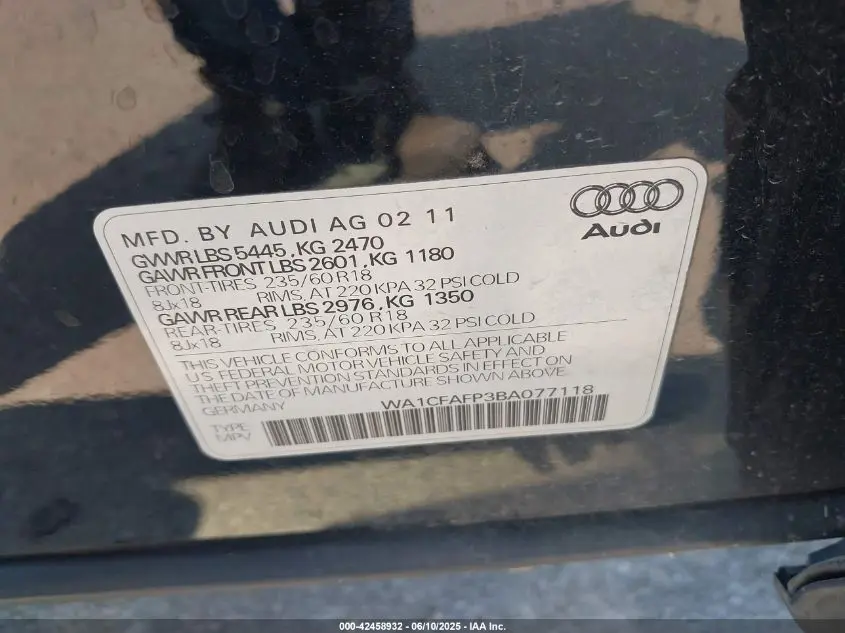 MFD. BY AUDI AG 02 11
GVWR LBS 5445, KG 2470
GAWR FRONT LBS 2601, KG 1180
FRONT-TIRES 235/60 R18
8Jx18 RIMS, AT 220 KPA 32 PSI COLD
GAWR REAR LBS 2976, KG 1350
REAR-TIRES 235/60 R18
8Jx18 RIMS, AT 220 KPA 32 PSI COLD
THIS VEHICLE CONFORMS TO ALL APPLICABLE
U.S. FEDERAL MOTOR VEHICLE SAFETY AND
THEFT PREVENTION STANDARDS IN EFFECT ON
THE DATE OF MANUFACTURE SHOWN ABOVE.
GERMANY WA1CFAFP3BA077118
TYPE
MPV
Audi
000-42458932 - 06/10/2025 - IAA Inc.